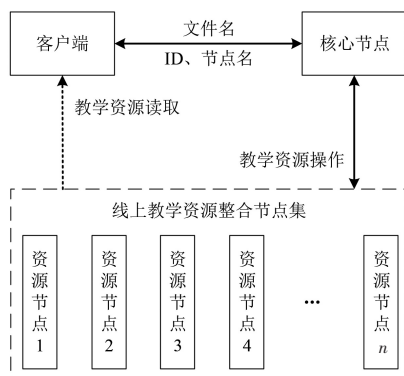 文件名
客户端
核心节点
ID、节点名
教学资源读取
教学资源操作
线上教学资源整合节点集
资源节点1
资源节点2
资源节点3
资源节点4
...
资源节点n